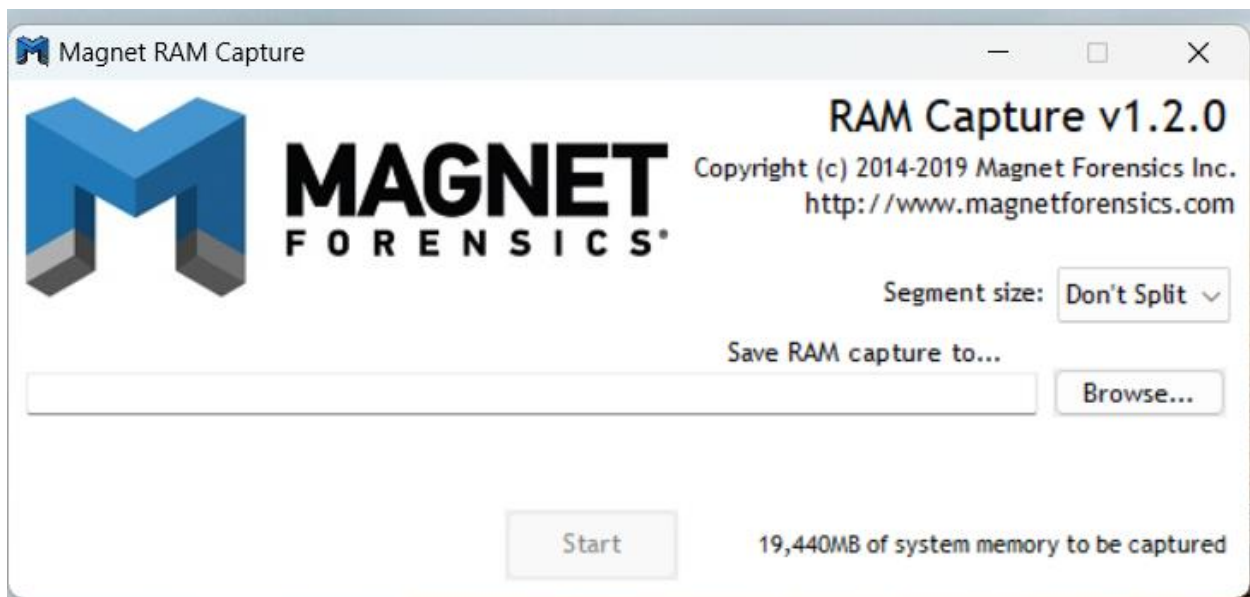 Magnet RAM Capture
RAM Capture v1.2.0
Copyright (c) 2014-2019 Magnet Forensics Inc.
http://www.magnetforensics.com
MAGNET
FORENSICS®
Segment size: Don't Split
Save RAM capture to...
Browse...
Start 19,440MB of system memory to be captured